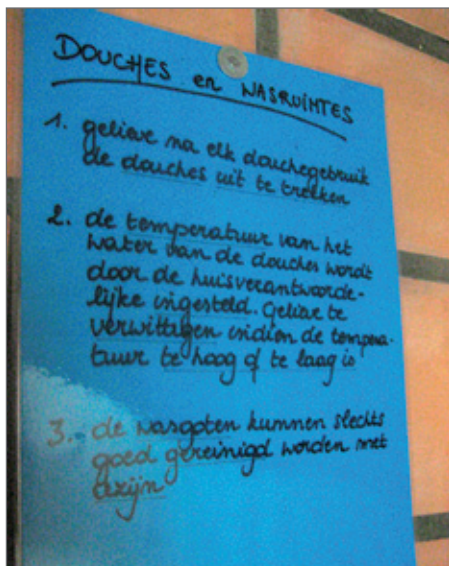 DOUCHES en WASRUIMTES
1. gelieve na elk douchegebruik
de douches uit te trekken
2. de temperatuur van het
water van de douches wordt
door de huisverantwoorde-
lijke ingesteld. Gelieve te
verwittigen indien de tempera-
tuur te hoog of te laag is
3. de wasgoten kunnen slechts
goed gereinigd worden met
azijn